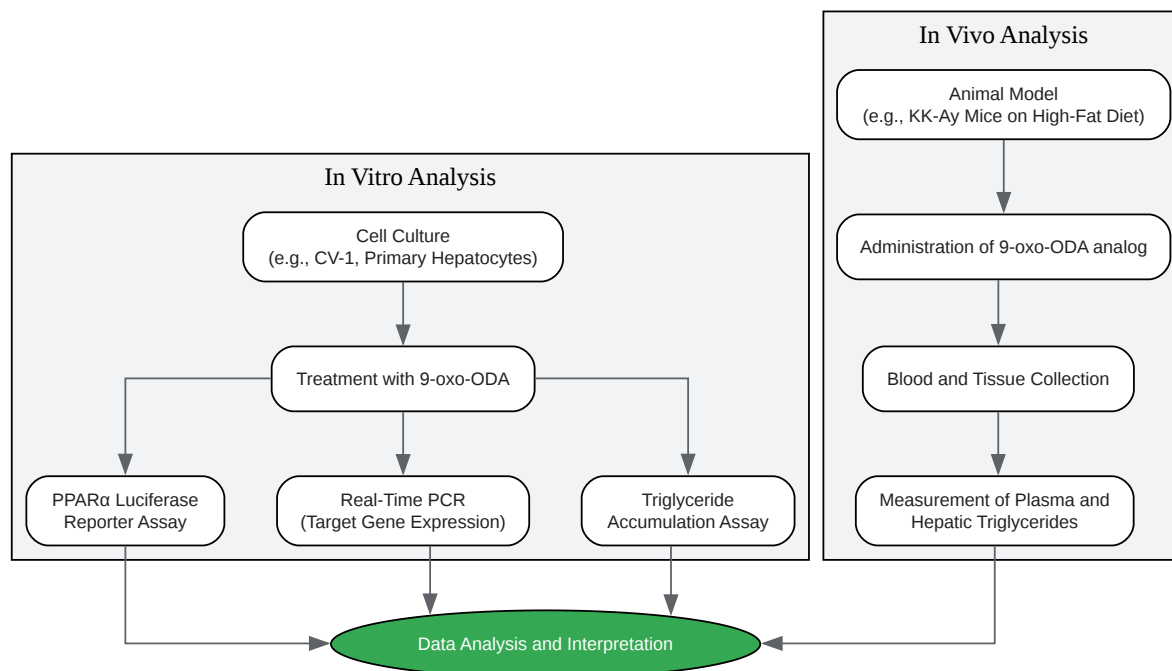 In Vitro Analysis
Cell Culture
(e.g., CV-1, Primary Hepatocytes)
Treatment with 9-oxo-ODA
PPARα Luciferase
Reporter Assay
Real-Time PCR
(Target Gene Expression)
Triglyceride
Accumulation Assay
In Vivo Analysis
Animal Model
(e.g., KK-Ay Mice on High-Fat Diet)
Administration of 9-oxo-ODA analog
Blood and Tissue Collection
Measurement of Plasma and
Hepatic Triglycerides
Data Analysis and Interpretation